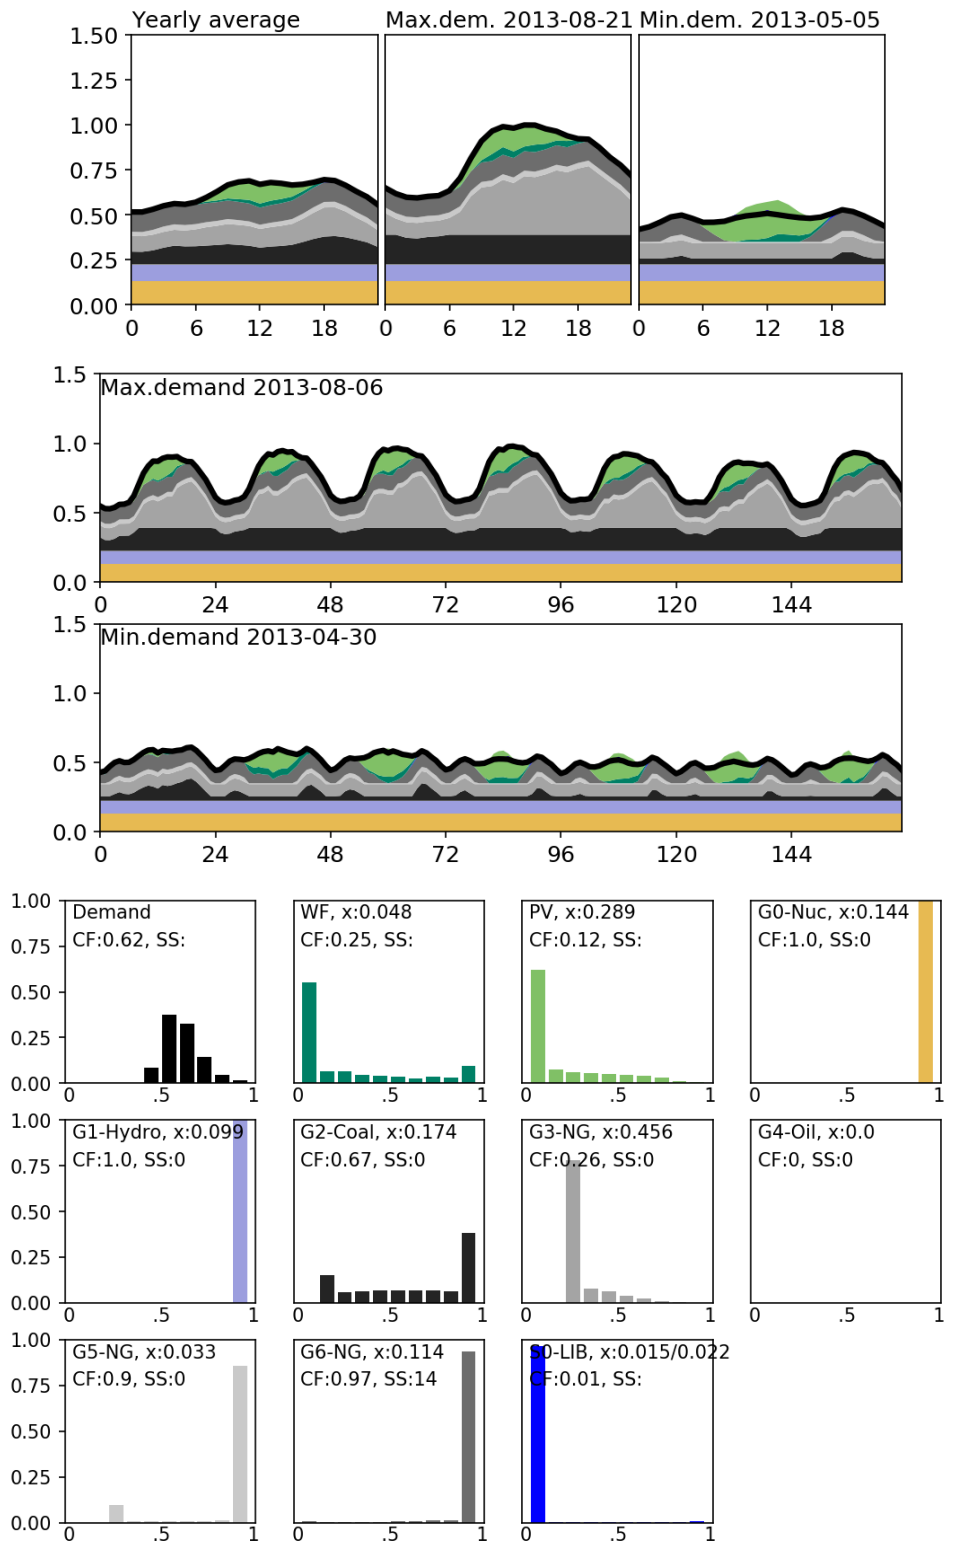 Yearly average
Max.dem. 2013-08-21
Min.dem. 2013-05-05
1.50
1.25
1.00
0.75
0.50
0.25
0.00
0 6 12 18
0 6 12 18
0 6 12 18
Max.demand 2013-08-06
1.5
1.0
0.5
0.0
0 24 48 72 96 120 144
Min.demand 2013-04-30
1.5
1.0
0.5
0.0
0 24 48 72 96 120 144
1.00
0.75
0.50
0.25
0.00
Demand
CF:0.62, SS:
0 .5 1
WF, x:0.048
CF:0.25, SS:
0 .5 1
PV, x:0.289
CF:0.12, SS:
0 .5 1
G0-Nuc, x:0.144
CF:1.0, SS:0
0 .5 1
1.00
0.75
0.50
0.25
0.00
G1-Hydro, x:0.099
CF:1.0, SS:0
0 .5 1
G2-Coal, x:0.174
CF:0.67, SS:0
0 .5 1
G3-NG, x:0.456
CF:0.26, SS:0
0 .5 1
G4-Oil, x:0.0
CF:0, SS:0
0 .5 1
1.00
0.75
0.50
0.25
0.00
G5-NG, x:0.033
CF:0.9, SS:0
0 .5 1
G6-NG, x:0.114
CF:0.97, SS:14
0 .5 1
S0-LIB, x:0.015/0.022
CF:0.01, SS:
0 .5 1